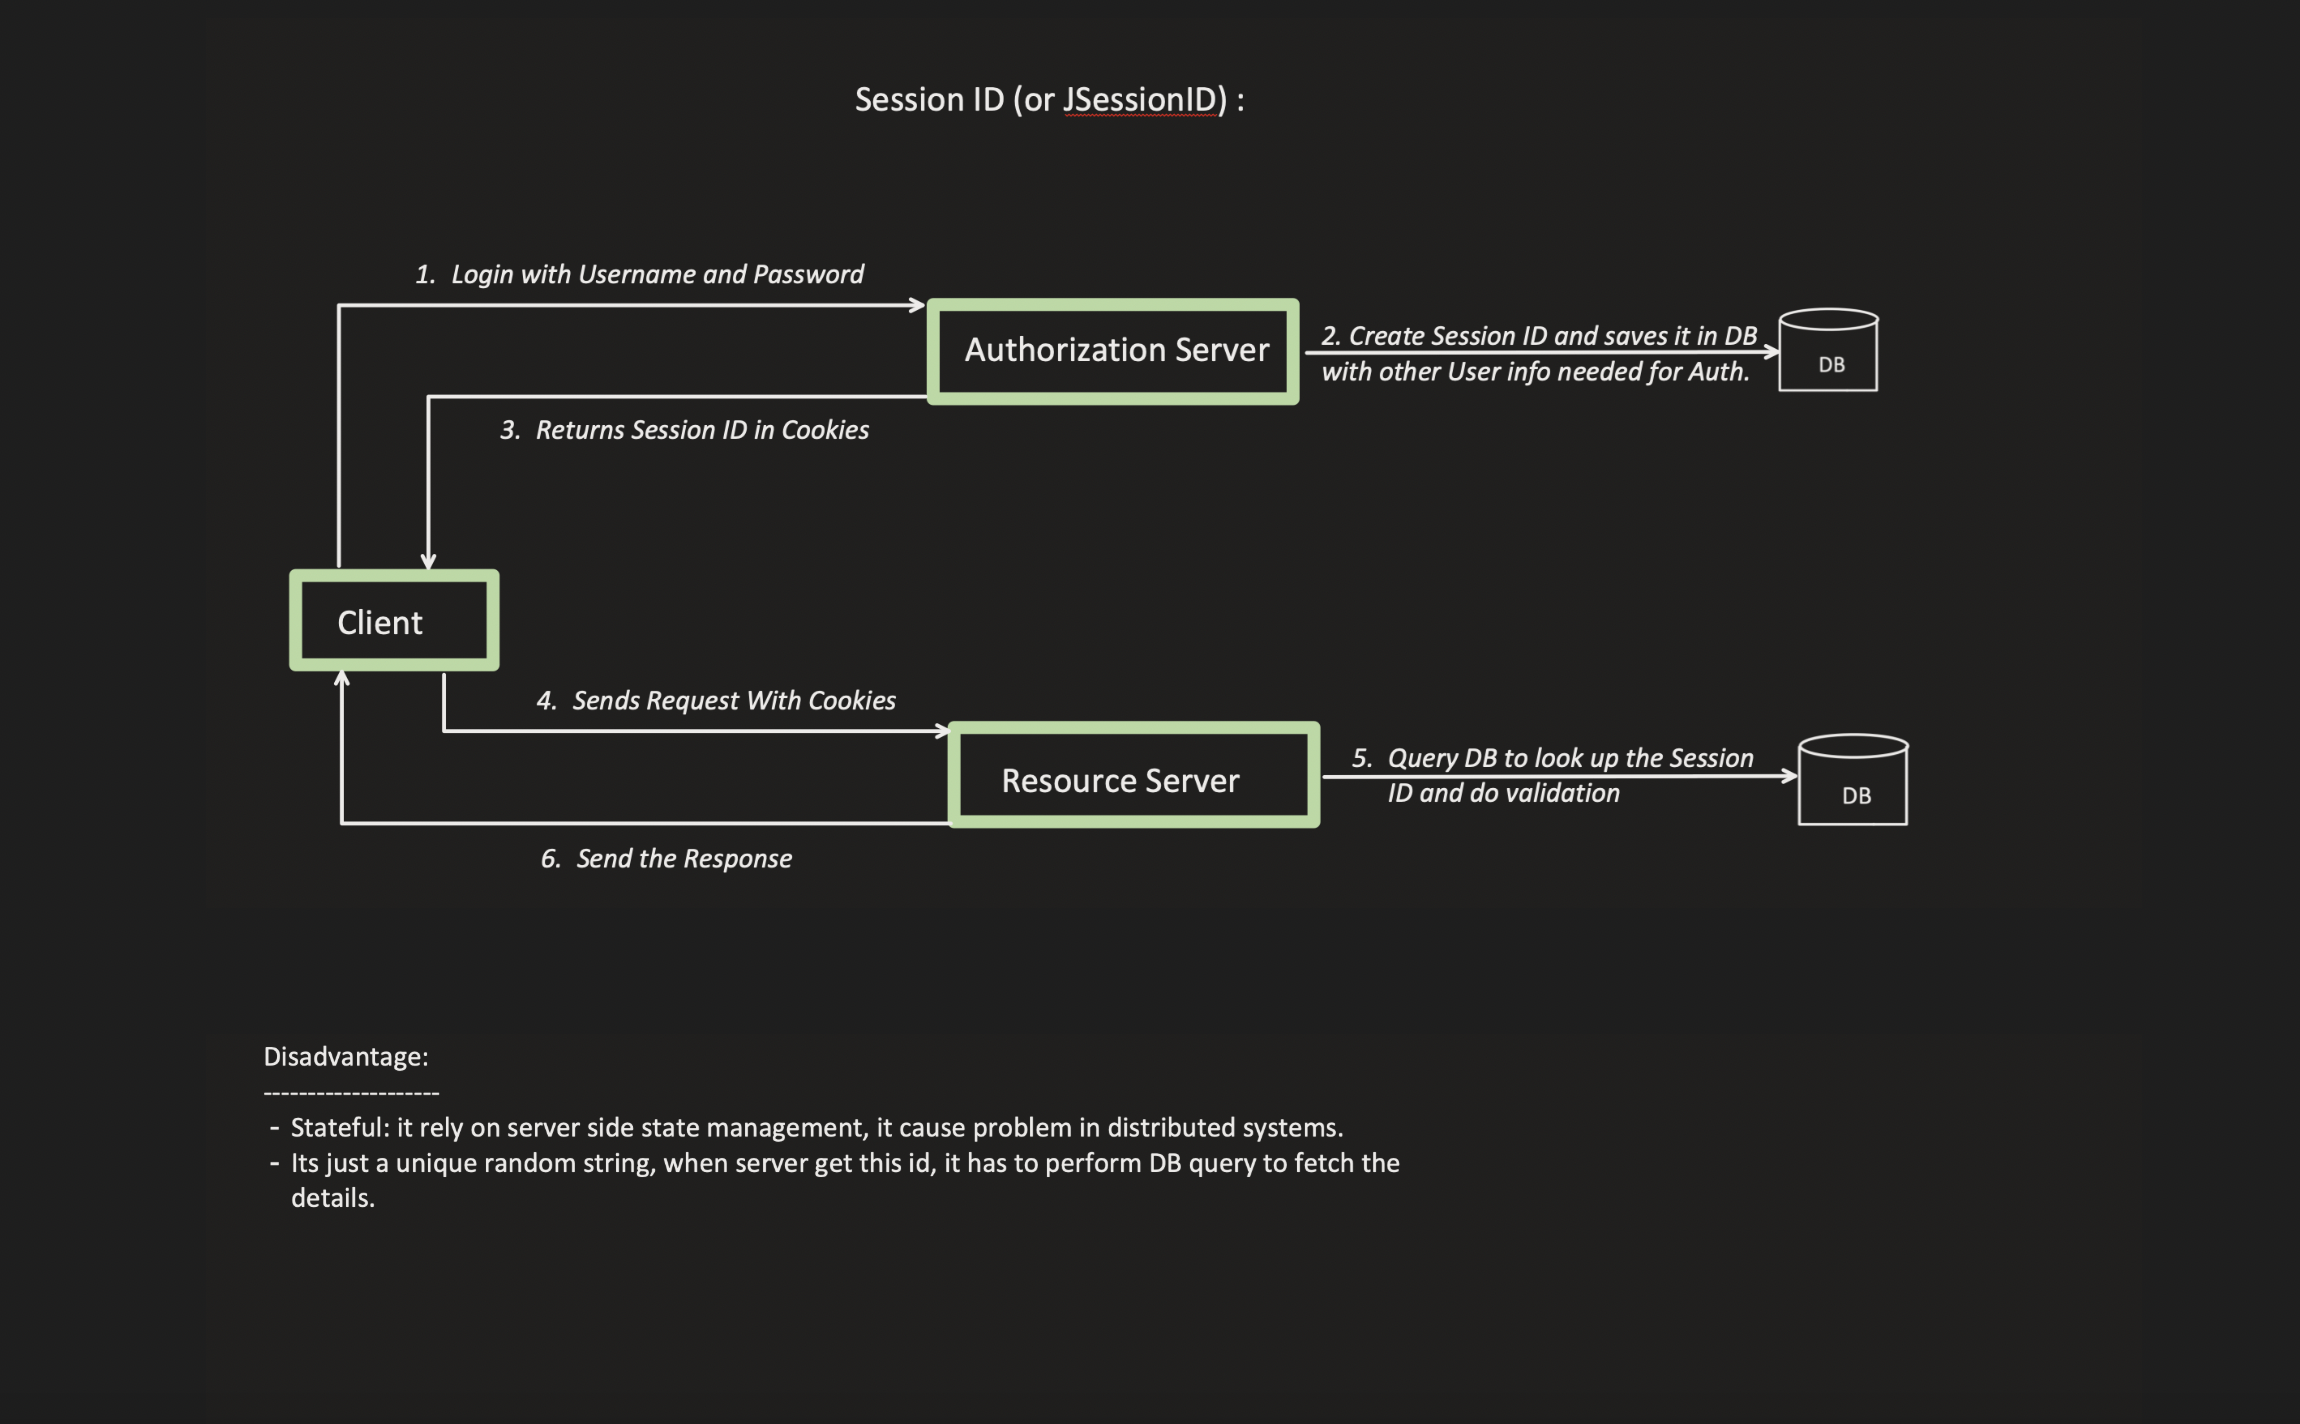 Session ID (or JSessionID) :
1. Login with Username and Password
Authorization Server
2. Create Session ID and saves it in DB
with other User info needed for Auth.
DB
3. Returns Session ID in Cookies
Client
4. Sends Request With Cookies
Resource Server
5. Query DB to look up the Session
ID and do validation
DB
6. Send the Response
Disadvantage:
--------------------
- Stateful: it rely on server side state management, it cause problem in distributed systems.
- Its just a unique random string, when server get this id, it has to perform DB query to fetch the
details.